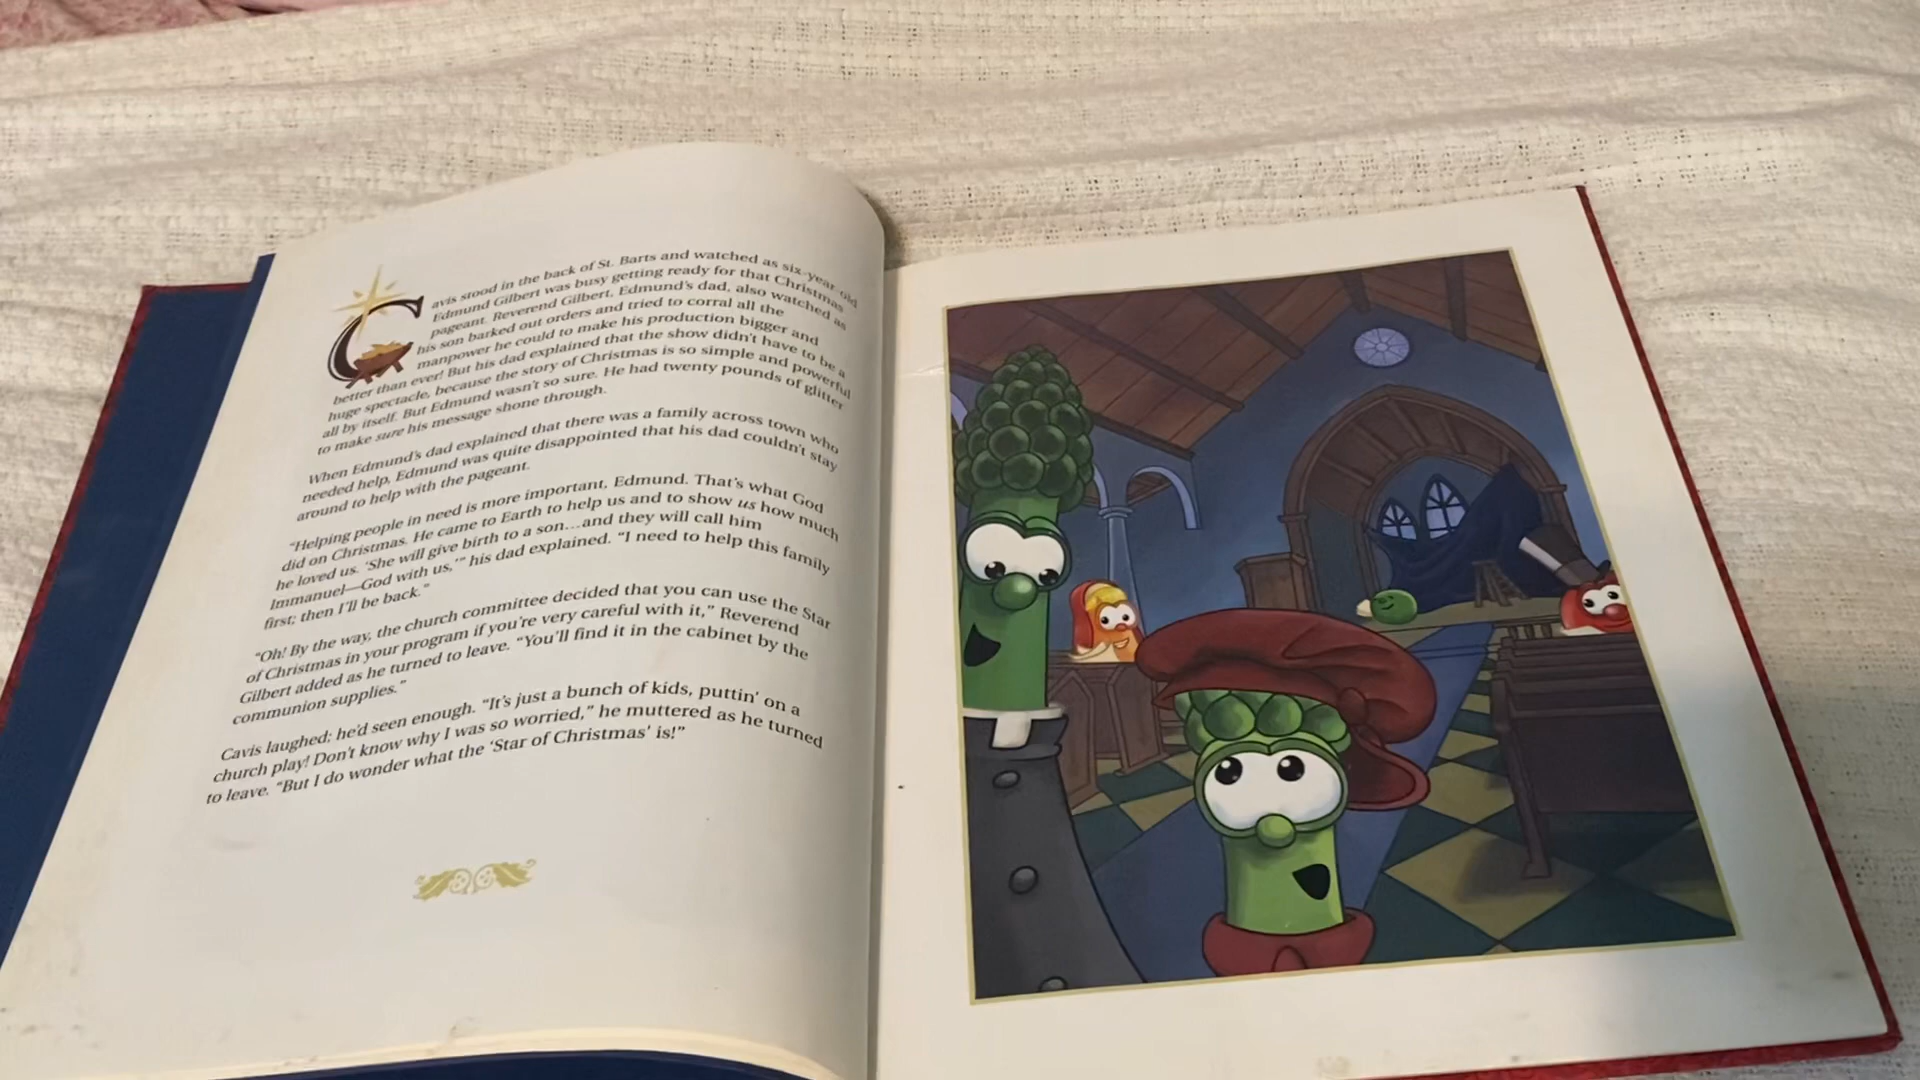 Cavis stood in the back of St. Barts and watched as six-year-old
Edmund Gilbert was busy getting ready for that Christmas
pageant. Reverend Gilbert, Edmund's dad, also watched as
his son barked out orders and tried to corral all the
manpower he could to make his production bigger and
better than ever! But his dad explained that the show didn't have to be a
huge spectacle, because the story of Christmas is so simple and powerful
all by itself. But Edmund wasn't so sure. He had twenty pounds of glitter
to make sure his message shone through.
When Edmund's dad explained that there was a family across town who
needed help, Edmund was quite disappointed that his dad couldn't stay
around to help with the pageant.
"Helping people in need is more important, Edmund. That's what God
did on Christmas. He came to Earth to help us and to show us how much
he loved us. 'She will give birth to a son...and they will call him
Immanuel—God with us,'" his dad explained. "I need to help this family
first; then I'll be back."
"Oh! By the way, the church committee decided that you can use the Star
of Christmas in your program if you're very careful with it," Reverend
Gilbert added as he turned to leave. "You'll find it in the cabinet by the
communion supplies."
Cavis laughed; he'd seen enough. "It's just a bunch of kids, puttin' on a
church play! Don't know why I was so worried," he muttered as he turned
to leave. "But I do wonder what the 'Star of Christmas' is!"